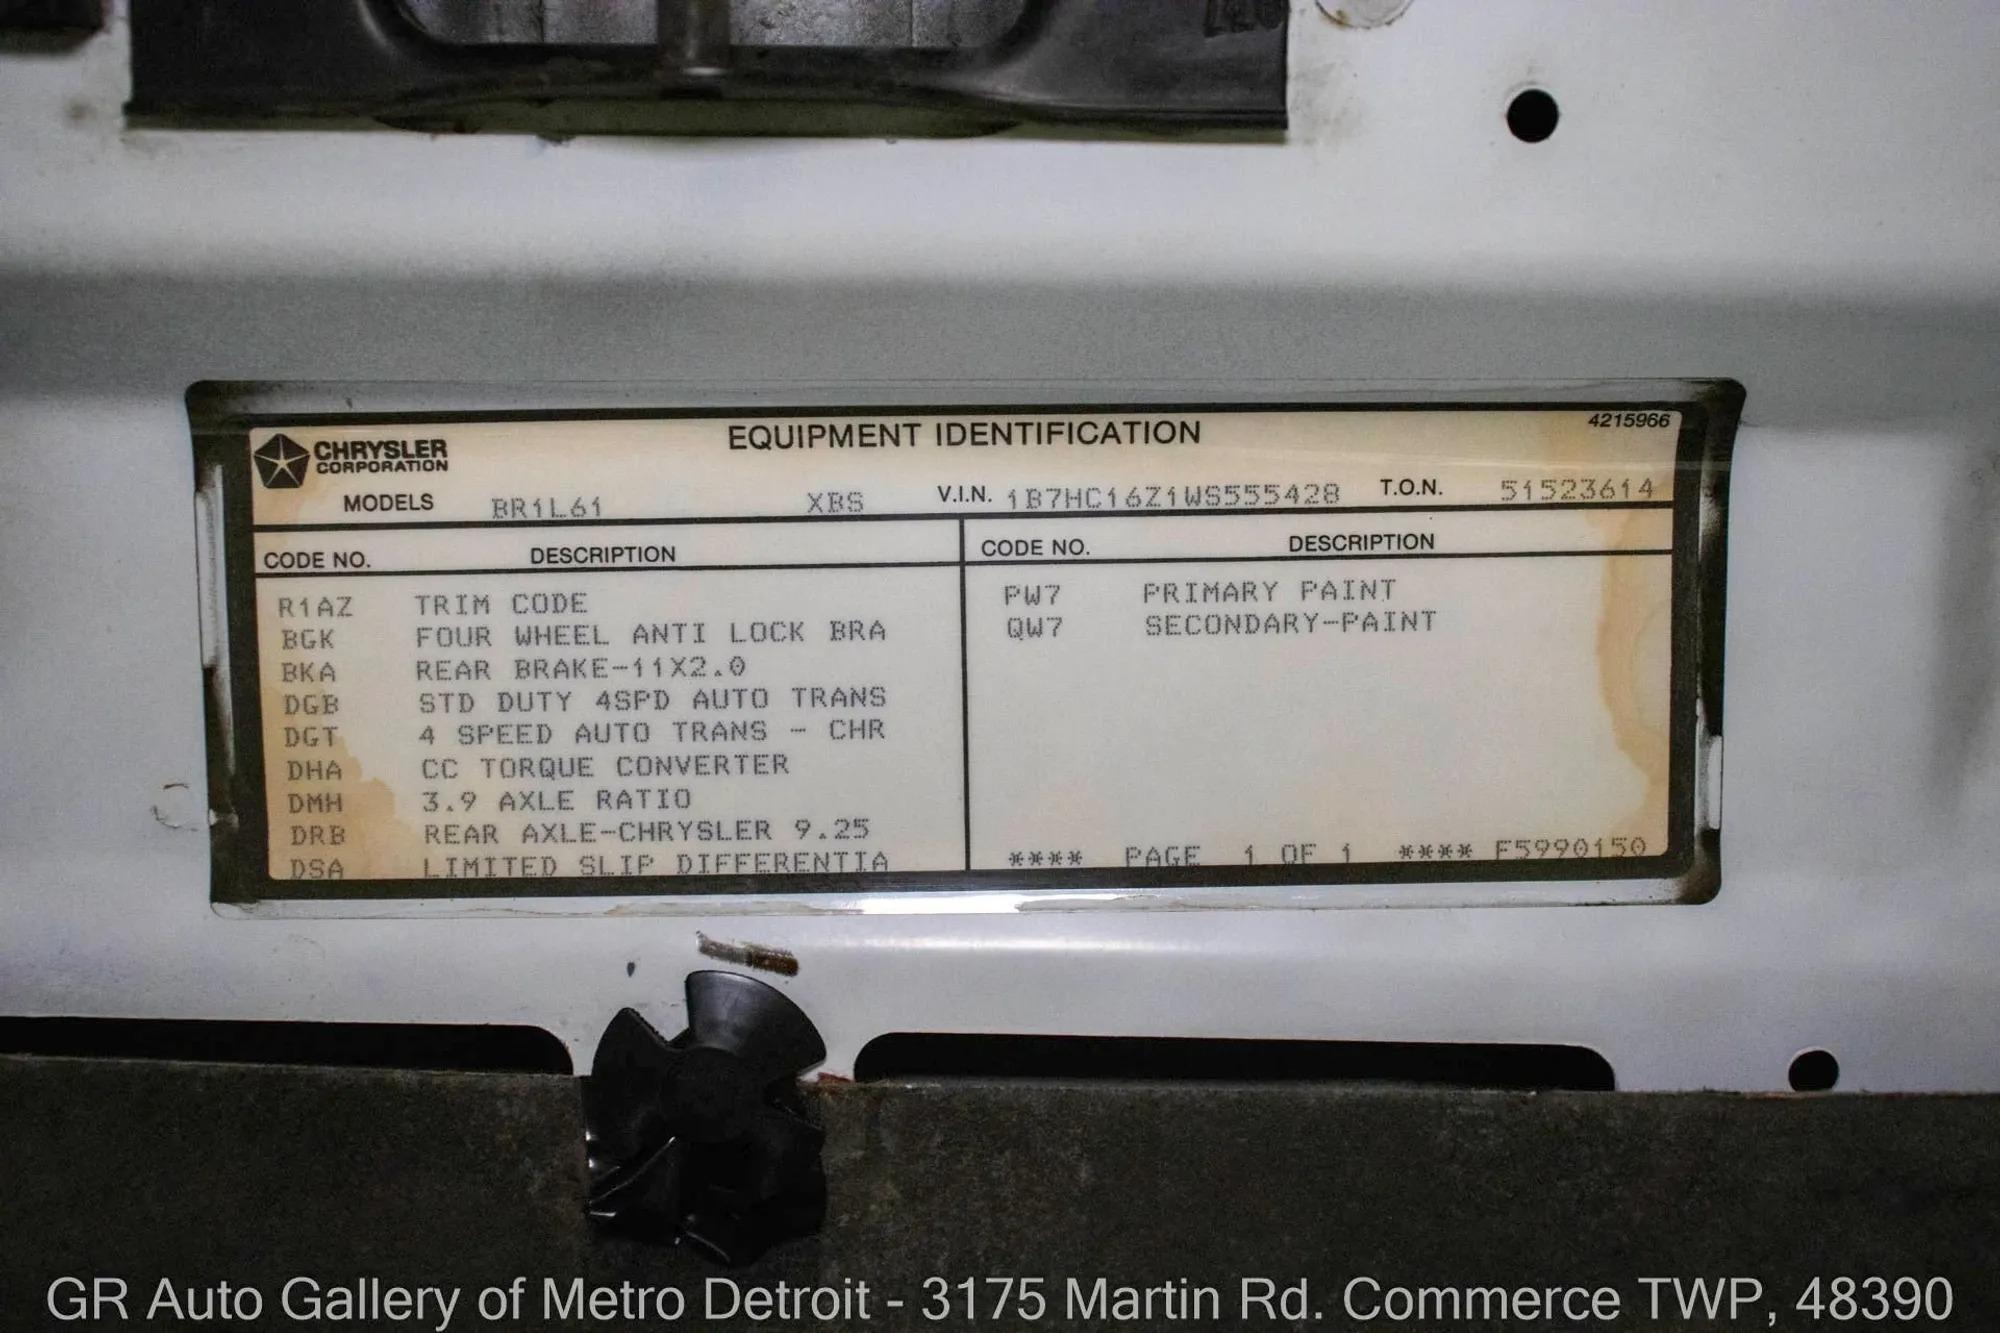 4215966
CHRYSLER
CORPORATION
EQUIPMENT IDENTIFICATION
MODELS BR1L61 XBS V.I.N. 1B7HC16Z1WS555428 T.O.N. 51523614
CODE NO. DESCRIPTION
R1AZ TRIM CODE
BGK FOUR WHEEL ANTI LOCK BRA
BKA REAR BRAKE-11X2.0
DGB STD DUTY 4SPD AUTO TRANS
DGT 4 SPEED AUTO TRANS - CHR
DHA CC TORQUE CONVERTER
DMH 3.9 AXLE RATIO
DRB REAR AXLE-CHRYSLER 9.25
DSA LIMITED SLIP DIFFERENTIA
CODE NO. DESCRIPTION
PW7 PRIMARY PAINT
QW7 SECONDARY-PAINT
**** PAGE 1 OF 1 **** F5990150
GR Auto Gallery of Metro Detroit - 3175 Martin Rd. Commerce TWP, 48390